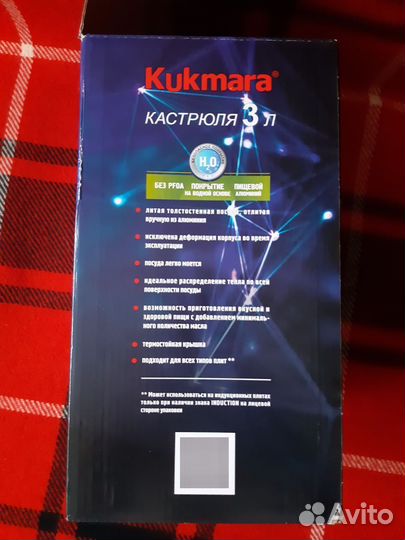 Kukmara®
КАСТРЮЛЯ 3 л
H₂O
БЕЗ PFOA ПОКРЫТИЕ ПИЩЕВОЙ
НА ВОДНОЙ ОСНОВЕ АЛЮМИНИЙ
литая толстостенная посуда, отлитая
вручную из алюминия
исключена деформация корпуса во время
эксплуатации
посуда легко моется
идеальное распределение тепла по всей
поверхности посуды
возможность приготовления вкусной и
здоровой пищи с добавлением минималь-
ного количества масла
термостойкая крышка
подходит для всех типов плит **
** Может использоваться на индукционных плитах
только при наличии знака INDUCTION на лицевой
стороне упаковки
Avito